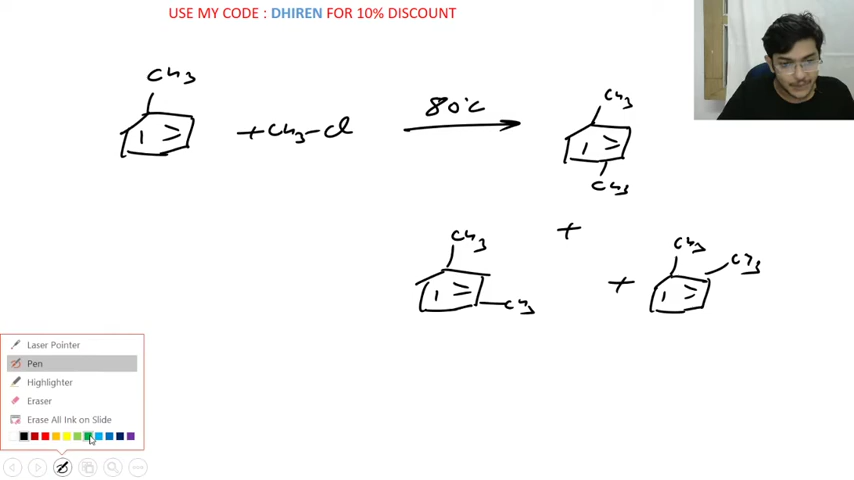 USE MY CODE : DHIREN FOR 10% DISCOUNT
CH3
+ CH3-Cl
80°C
CH3
CH3
+
CH3
CH3
+
CH3
CH3
Laser Pointer
Pen
Highlighter
Eraser
Erase All Ink on Slide